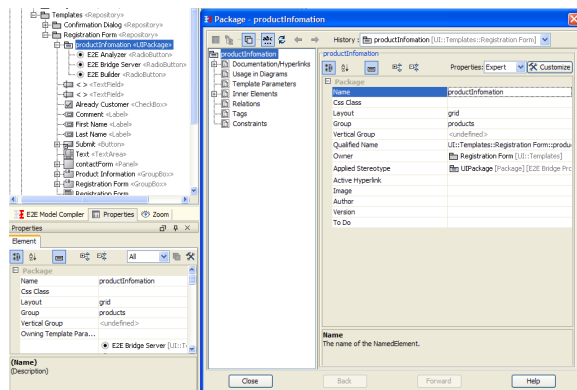 Templates <Repository>
Confirmation Dialog <Repository>
Registration Form <Repository>
productInfomation <UIPackage>
E2E Analyzer <RadioButton>
E2E Bridge Server <RadioButton>
E2E Builder <RadioButton>
< > <TextField>
< > <TextField>
Already Customer <CheckBox>
Comment <Label>
First Name <Label>
Last Name <Label>
Submit <Button>
Text <TextArea>
contactForm <Panel>
Product Information <GroupBox>
Registration Form <GroupBox>
Registration Form
E2E Model Compiler
Properties
Zoom
Properties
Element
All
Package
Name productInfomation
Css Class
Layout grid
Group products
Vertical Group <undefined>
Owning Template Para...
E2E Bridge Server [UI::T
(Name)
(Description)
Package - productInfomation
History : productInfomation [UI::Templates::Registration Form]
productInfomation
Documentation/Hyperlinks
Usage in Diagrams
Template Parameters
Inner Elements
Relations
Tags
Constraints
productInfomation
Properties: Expert
Customize
Package
Name productInfomation
Css Class
Layout grid
Group products
Vertical Group <undefined>
Qualified Name UI::Templates::Registration Form::produ
Owner Registration Form [UI::Templates]
Applied Stereotype UIPackage [Package] [E2E Bridge Pro
Active Hyperlink
Image
Author
Version
To Do
Name
The name of the NamedElement.
Close
Back
Forward
Help